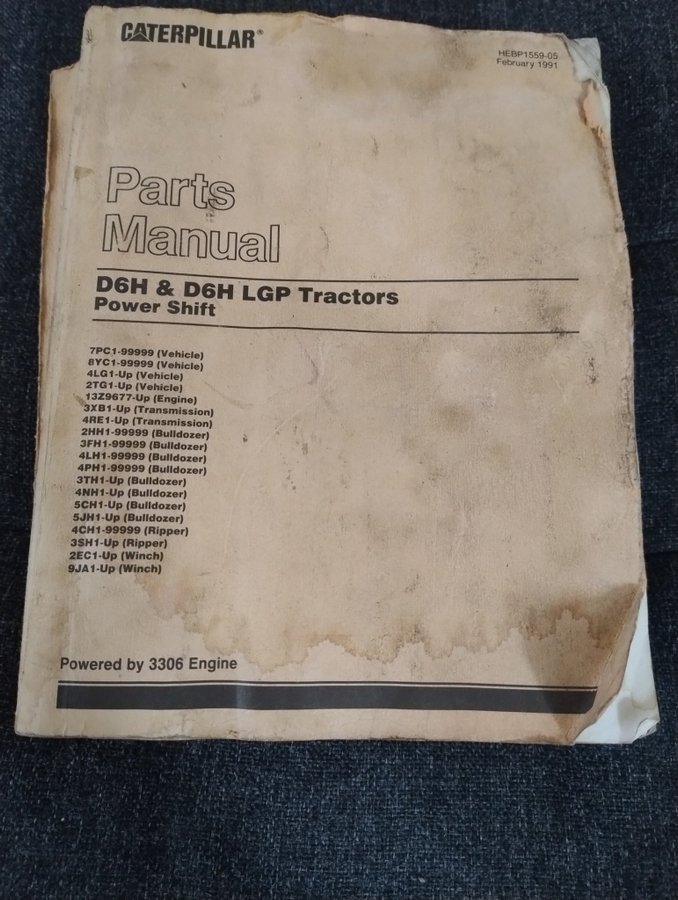 CATERPILLAR®
HEBP1559-05
February 1991
Parts
Manual
D6H & D6H LGP Tractors
Power Shift
7PC1-99999 (Vehicle)
8YC1-99999 (Vehicle)
4LG1-Up (Vehicle)
2TG1-Up (Vehicle)
13Z9677-Up (Engine)
3XB1-Up (Transmission)
4RE1-Up (Transmission)
2HH1-99999 (Bulldozer)
3FH1-99999 (Bulldozer)
4LH1-99999 (Bulldozer)
4PH1-99999 (Bulldozer)
3TH1-Up (Bulldozer)
4NH1-Up (Bulldozer)
5CH1-Up (Bulldozer)
5JH1-Up (Bulldozer)
4CH1-99999 (Ripper)
3SH1-Up (Ripper)
2EC1-Up (Winch)
9JA1-Up (Winch)
Powered by 3306 Engine